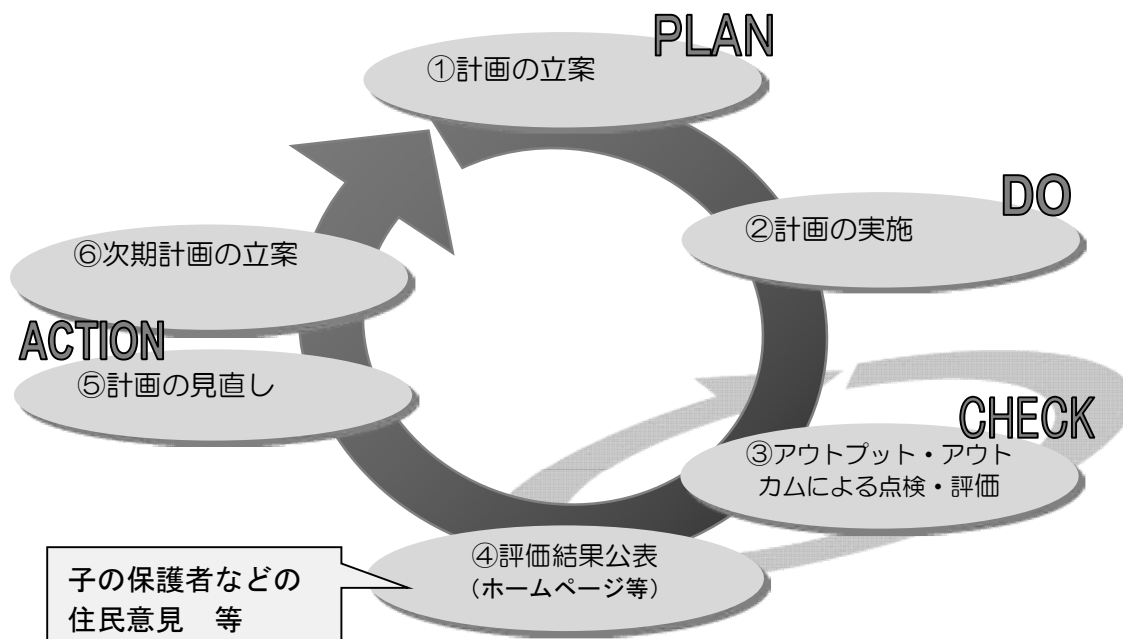 PLAN
①計画の立案
DO
②計画の実施
CHECK
③アウトプット・アウト
カムによる点検・評価
④評価結果公表
（ホームページ等）
子の保護者などの
住民意見　等
ACTION
⑤計画の見直し
⑥次期計画の立案